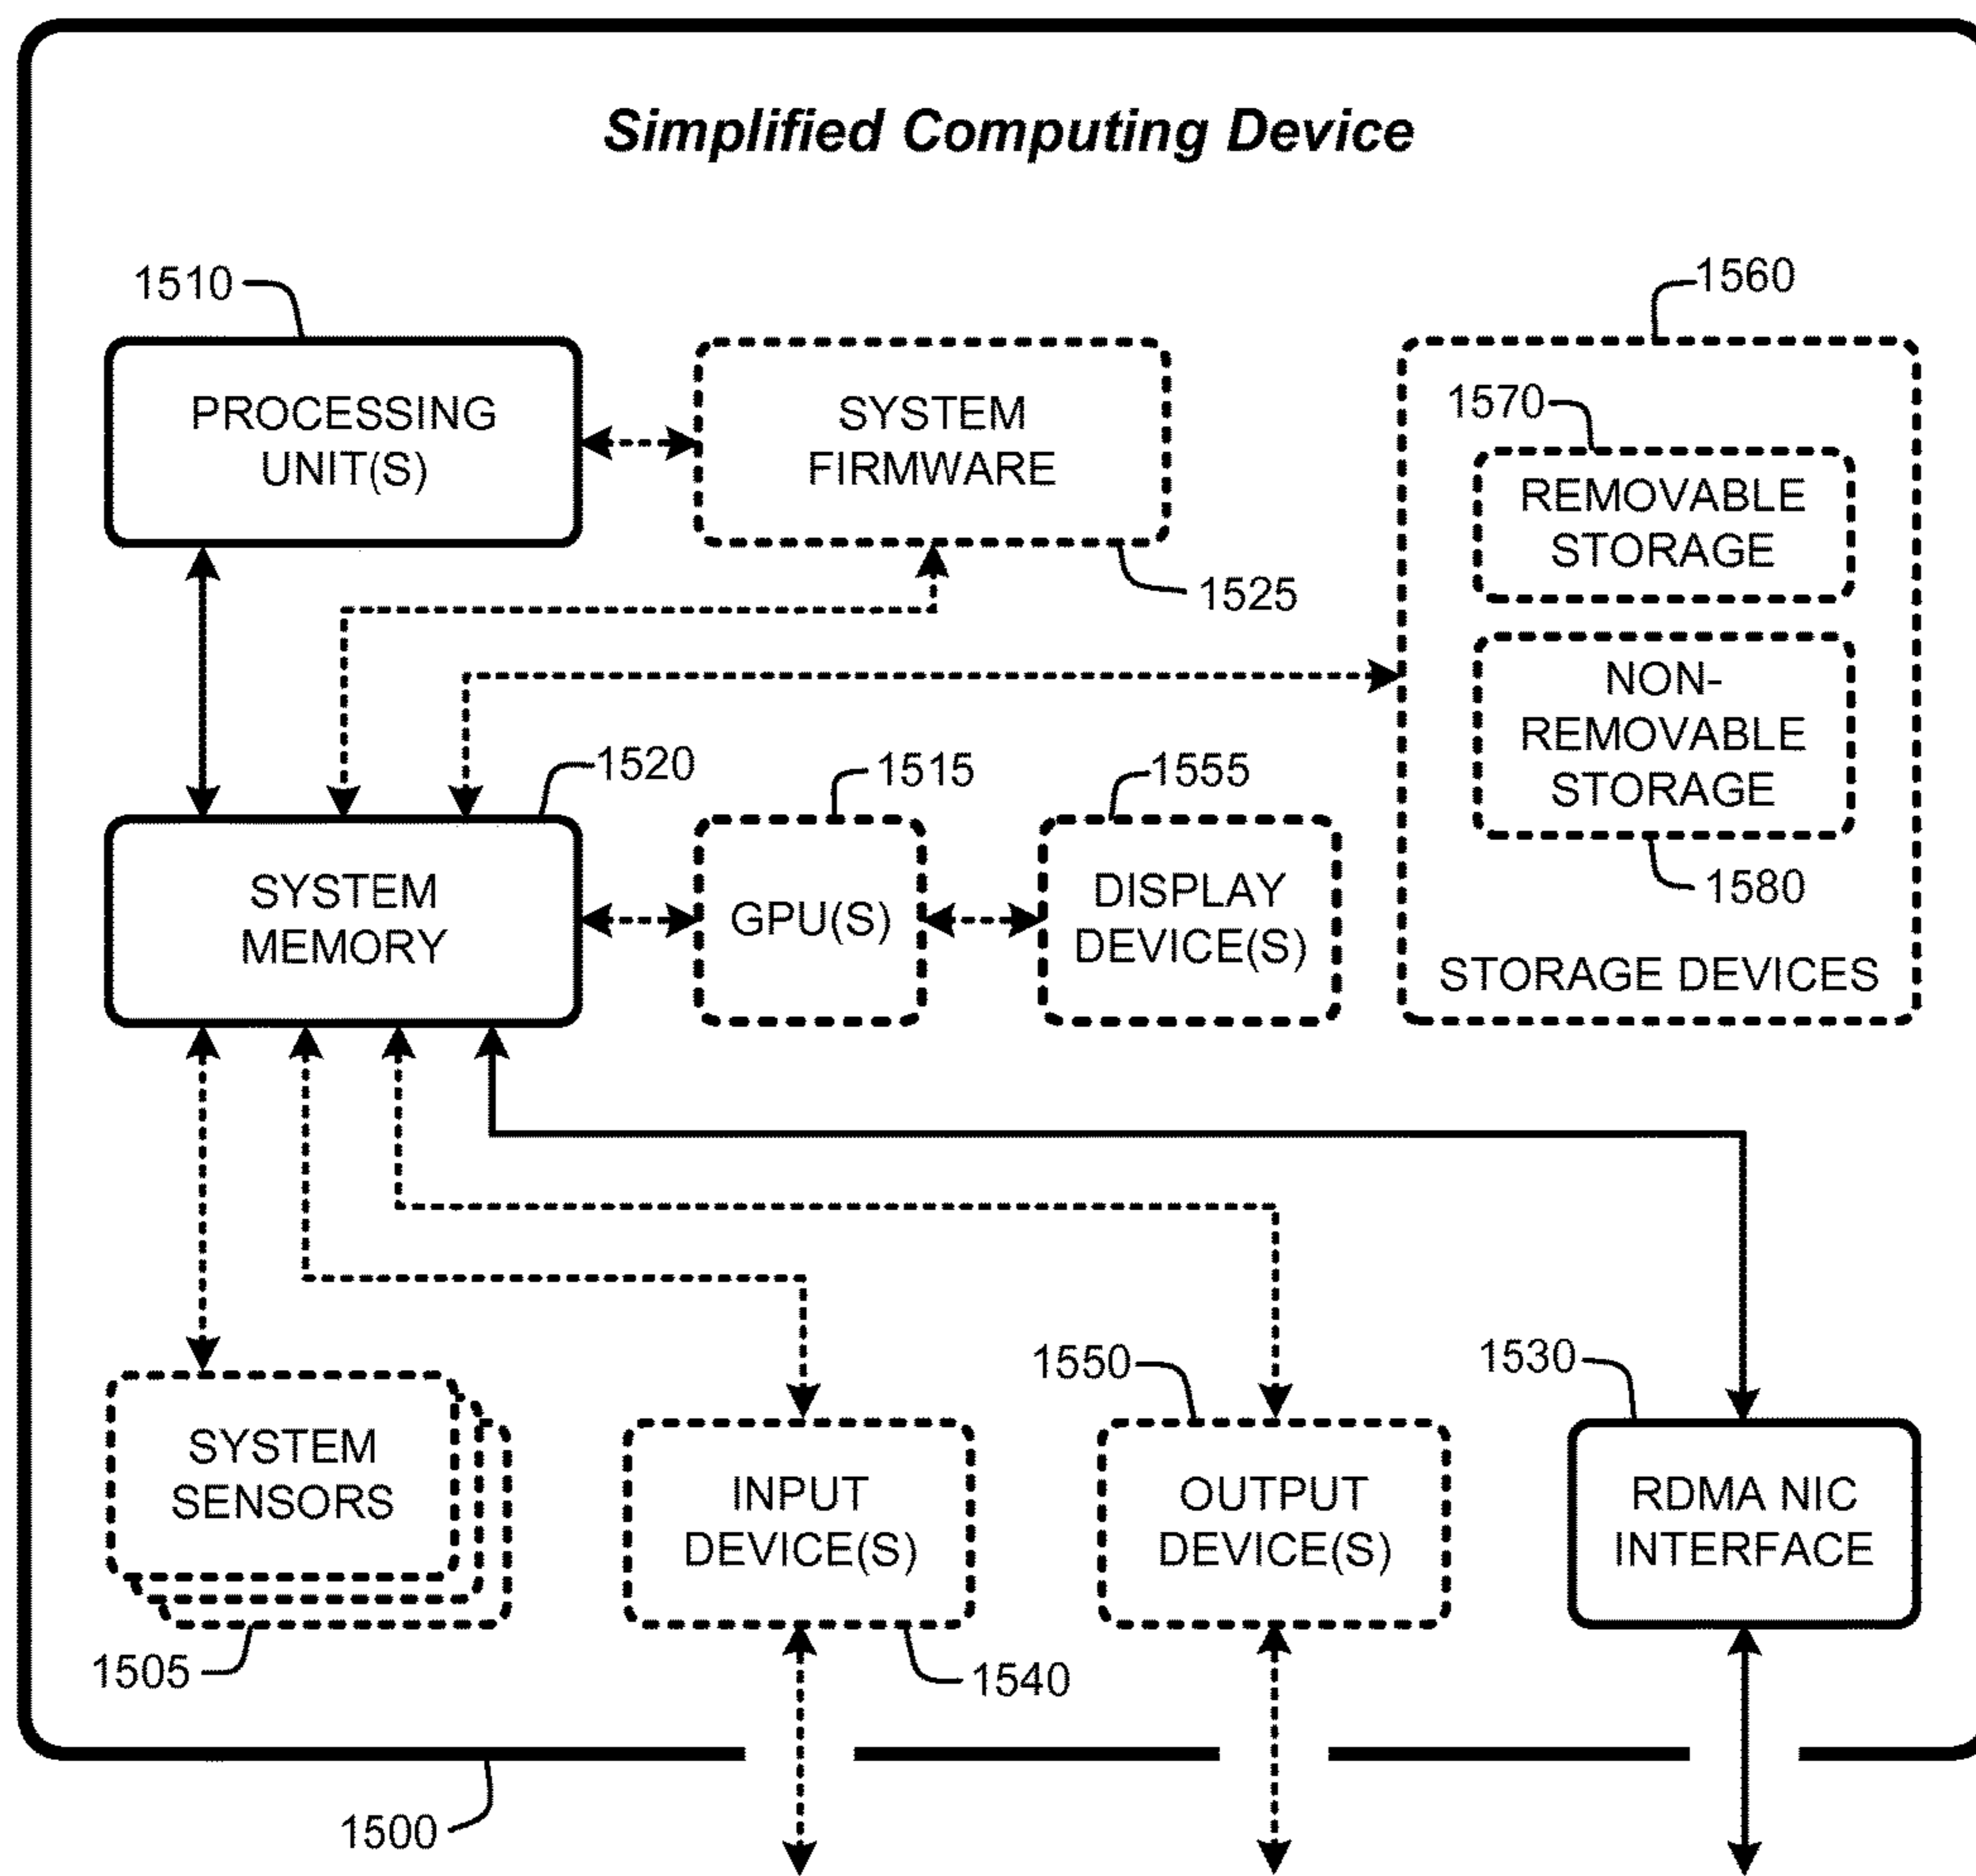 Simplified Computing Device
1510
PROCESSING
UNIT(S)
SYSTEM
FIRMWARE
1525
1560
1570
REMOVABLE
STORAGE
NON-
REMOVABLE
STORAGE
1580
STORAGE DEVICES
1520
SYSTEM
MEMORY
1515
GPU(S)
1555
DISPLAY
DEVICE(S)
SYSTEM
SENSORS
1505
INPUT
DEVICE(S)
1540
1550
OUTPUT
DEVICE(S)
1530
RDMA NIC
INTERFACE
1500